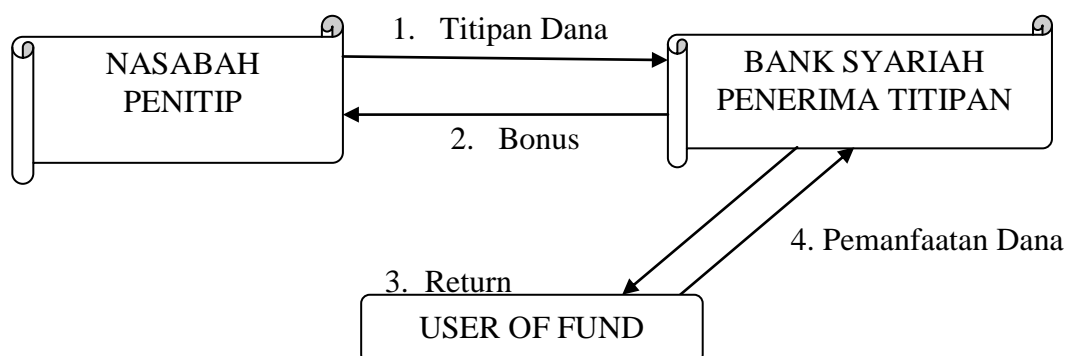 1. Titipan Dana
NASABAH
PENITIP
BANK SYARIAH
PENERIMA TITIPAN
2. Bonus
4. Pemanfaatan Dana
3. Return
USER OF FUND